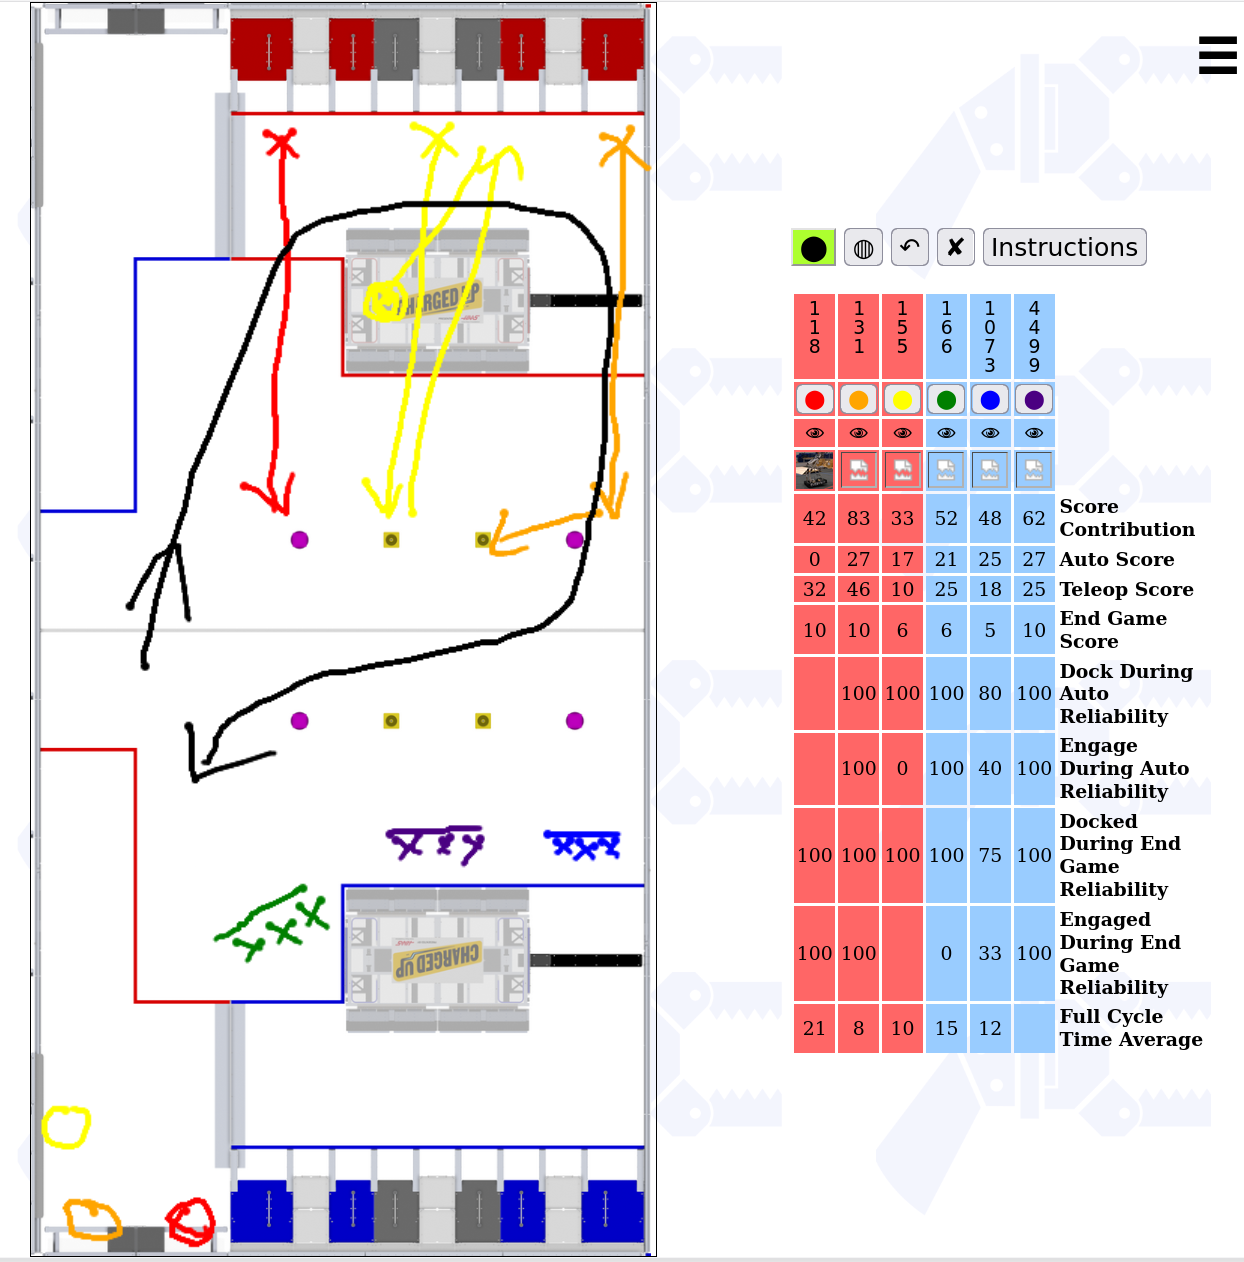 ☰
Instructions
118 131 155 166 1073 4499
42 83 33 52 48 62 Score Contribution
0 27 17 21 25 27 Auto Score
32 46 10 25 18 25 Teleop Score
10 10 6 6 5 10 End Game Score
100 100 100 80 100 Dock During Auto Reliability
100 0 100 40 100 Engage During Auto Reliability
100 100 100 100 75 100 Docked During End Game Reliability
100 100 0 33 100 Engaged During End Game Reliability
21 8 10 15 12 Full Cycle Time Average
CHARGED UP
CHARGED UP